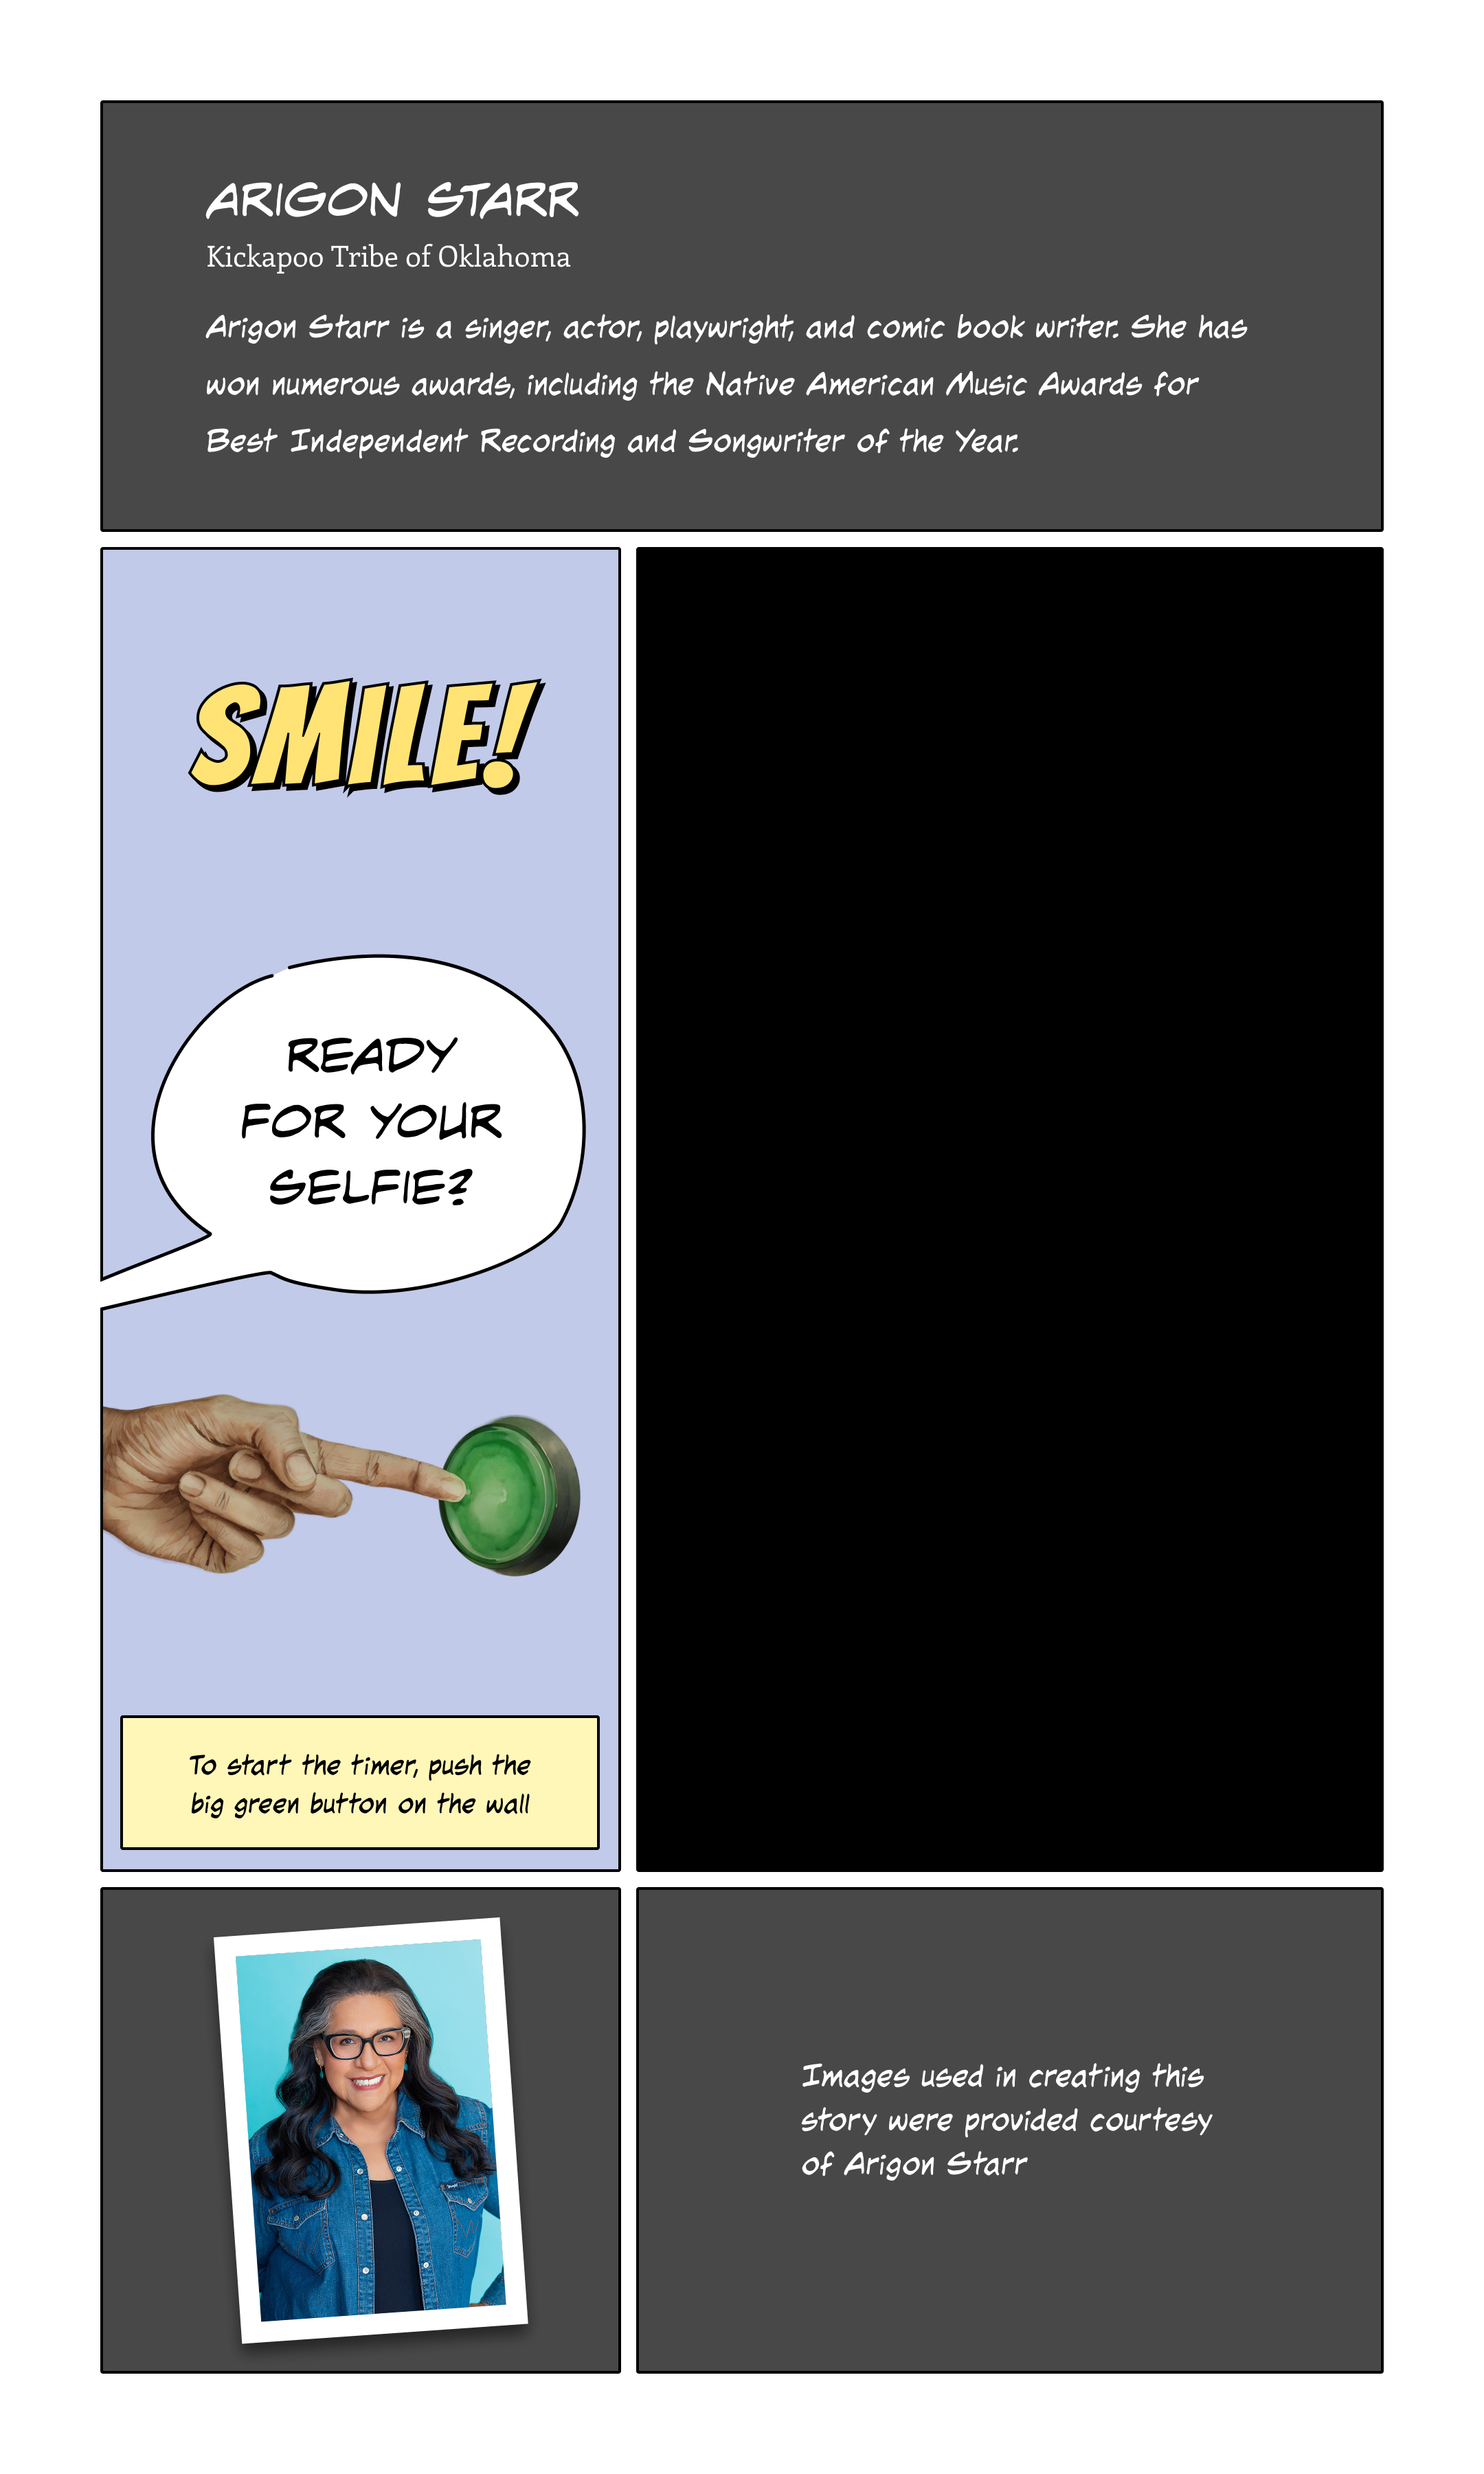 ARIGON STARR
Kickapoo Tribe of Oklahoma
Arigon Starr is a singer, actor, playwright, and comic book writer. She has
won numerous awards, including the Native American Music Awards for
Best Independent Recording and Songwriter of the Year.
SMILE!
READY
FOR YOUR
SELFIE?
To start the timer, push the
big green button on the wall
Images used in creating this
story were provided courtesy
of Arigon Starr